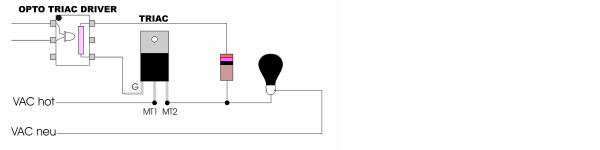 OPTO TRIAC DRIVER
TRIAC
G
VAC hot
MT1 MT2
VAC neu